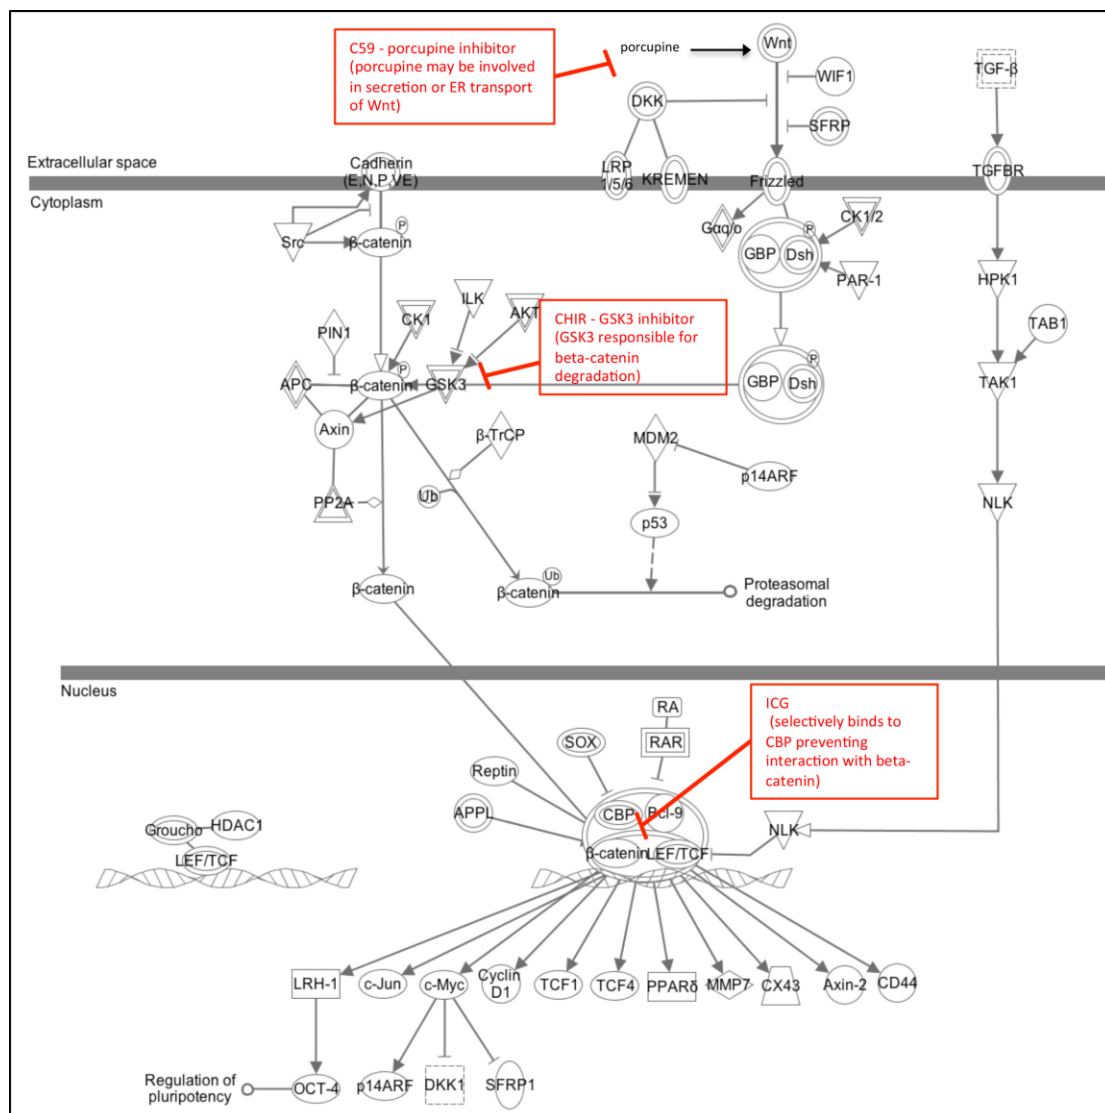 C59 - porcupine inhibitor
(porcupine may be involved
in secretion or ER transport
of Wnt)
porcupine
Wnt
WIF1
TGF-β
DKK
SFRP
Extracellular space
Cadherin
(E,N,P,VE)
LRP
1/5/6
KREMEN
Frizzled
TGFBR
Cytoplasm
Src
P
β-catenin
Gαq/o
P
CK1/2
GBP
Dsh
PAR-1
HPK1
ILK
CK1
AKT
PIN1
CHIR - GSK3 inhibitor
(GSK3 responsible for
beta-catenin
degradation)
TAB1
APC
P
β-catenin
GSK3
P
GBP
Dsh
TAK1
Axin
β-TrCP
MDM2
p14ARF
PP2A
Ub
p53
NLK
β-catenin
Ub
β-catenin
Proteasomal
degradation
Nucleus
RA
ICG
(selectively binds to
CBP preventing
interaction with beta-
catenin)
SOX
RAR
Reptin
APPL
CBP
Bcl-9
Groucho
HDAC1
NLK
LEF/TCF
β-catenin
LEF/TCF
LRH-1
c-Jun
c-Myc
Cyclin
D1
TCF1
TCF4
PPARδ
MMP7
CX43
Axin-2
CD44
Regulation of
pluripotency
OCT-4
p14ARF
DKK1
SFRP1